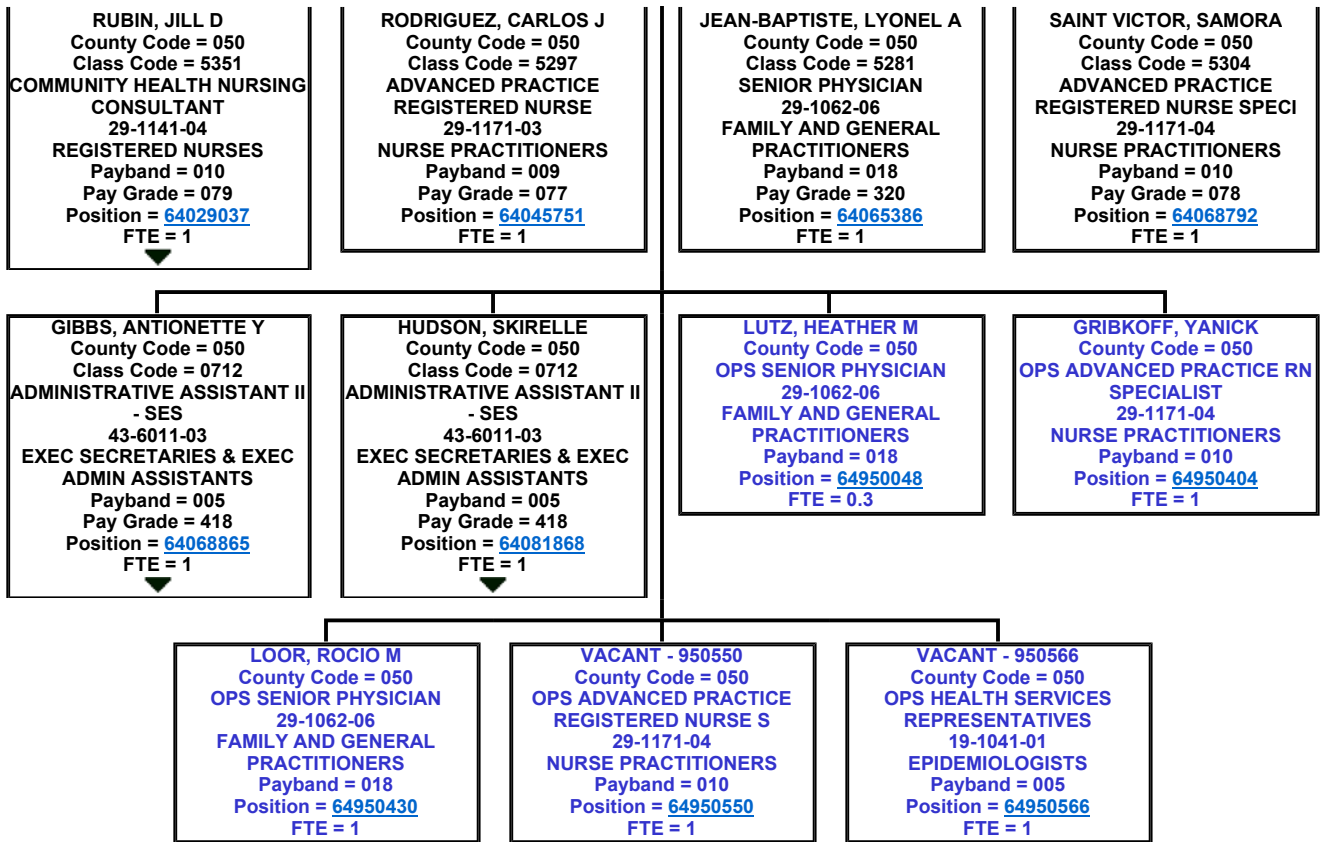 RUBIN, JILL D
County Code = 050
Class Code = 5351
COMMUNITY HEALTH NURSING
CONSULTANT
29-1141-04
REGISTERED NURSES
Payband = 010
Pay Grade = 079
Position = 64029037
FTE = 1
RODRIGUEZ, CARLOS J
County Code = 050
Class Code = 5297
ADVANCED PRACTICE
REGISTERED NURSE
29-1171-03
NURSE PRACTITIONERS
Payband = 009
Pay Grade = 077
Position = 64045751
FTE = 1
JEAN-BAPTISTE, LYONEL A
County Code = 050
Class Code = 5281
SENIOR PHYSICIAN
29-1062-06
FAMILY AND GENERAL
PRACTITIONERS
Payband = 018
Pay Grade = 320
Position = 64065386
FTE = 1
SAINT VICTOR, SAMORA
County Code = 050
Class Code = 5304
ADVANCED PRACTICE
REGISTERED NURSE SPECI
29-1171-04
NURSE PRACTITIONERS
Payband = 010
Pay Grade = 078
Position = 64068792
FTE = 1
GIBBS, ANTIONETTE Y
County Code = 050
Class Code = 0712
ADMINISTRATIVE ASSISTANT II
- SES
43-6011-03
EXEC SECRETARIES & EXEC
ADMIN ASSISTANTS
Payband = 005
Pay Grade = 418
Position = 64068865
FTE = 1
HUDSON, SKIRELLE
County Code = 050
Class Code = 0712
ADMINISTRATIVE ASSISTANT II
- SES
43-6011-03
EXEC SECRETARIES & EXEC
ADMIN ASSISTANTS
Payband = 005
Pay Grade = 418
Position = 64081868
FTE = 1
LUTZ, HEATHER M
County Code = 050
OPS SENIOR PHYSICIAN
29-1062-06
FAMILY AND GENERAL
PRACTITIONERS
Payband = 018
Position = 64950048
FTE = 0.3
GRIBKOFF, YANICK
County Code = 050
OPS ADVANCED PRACTICE RN
SPECIALIST
29-1171-04
NURSE PRACTITIONERS
Payband = 010
Position = 64950404
FTE = 1
LOOR, ROCIO M
County Code = 050
OPS SENIOR PHYSICIAN
29-1062-06
FAMILY AND GENERAL
PRACTITIONERS
Payband = 018
Position = 64950430
FTE = 1
VACANT - 950550
County Code = 050
OPS ADVANCED PRACTICE
REGISTERED NURSE S
29-1171-04
NURSE PRACTITIONERS
Payband = 010
Position = 64950550
FTE = 1
VACANT - 950566
County Code = 050
OPS HEALTH SERVICES
REPRESENTATIVES
19-1041-01
EPIDEMIOLOGISTS
Payband = 005
Position = 64950566
FTE = 1